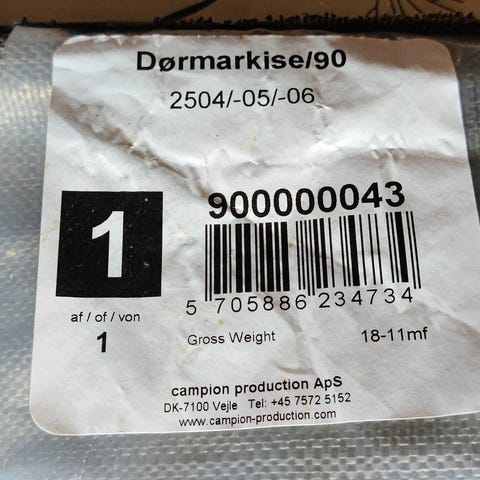 Dørmarkise/90
2504/-05/-06
900000043
1
5 705886 234734
af / of / von
1
Gross Weight 18-11mf
campion production ApS
DK-7100 Vejle Tel: +45 7572 5152
www.campion-production.com